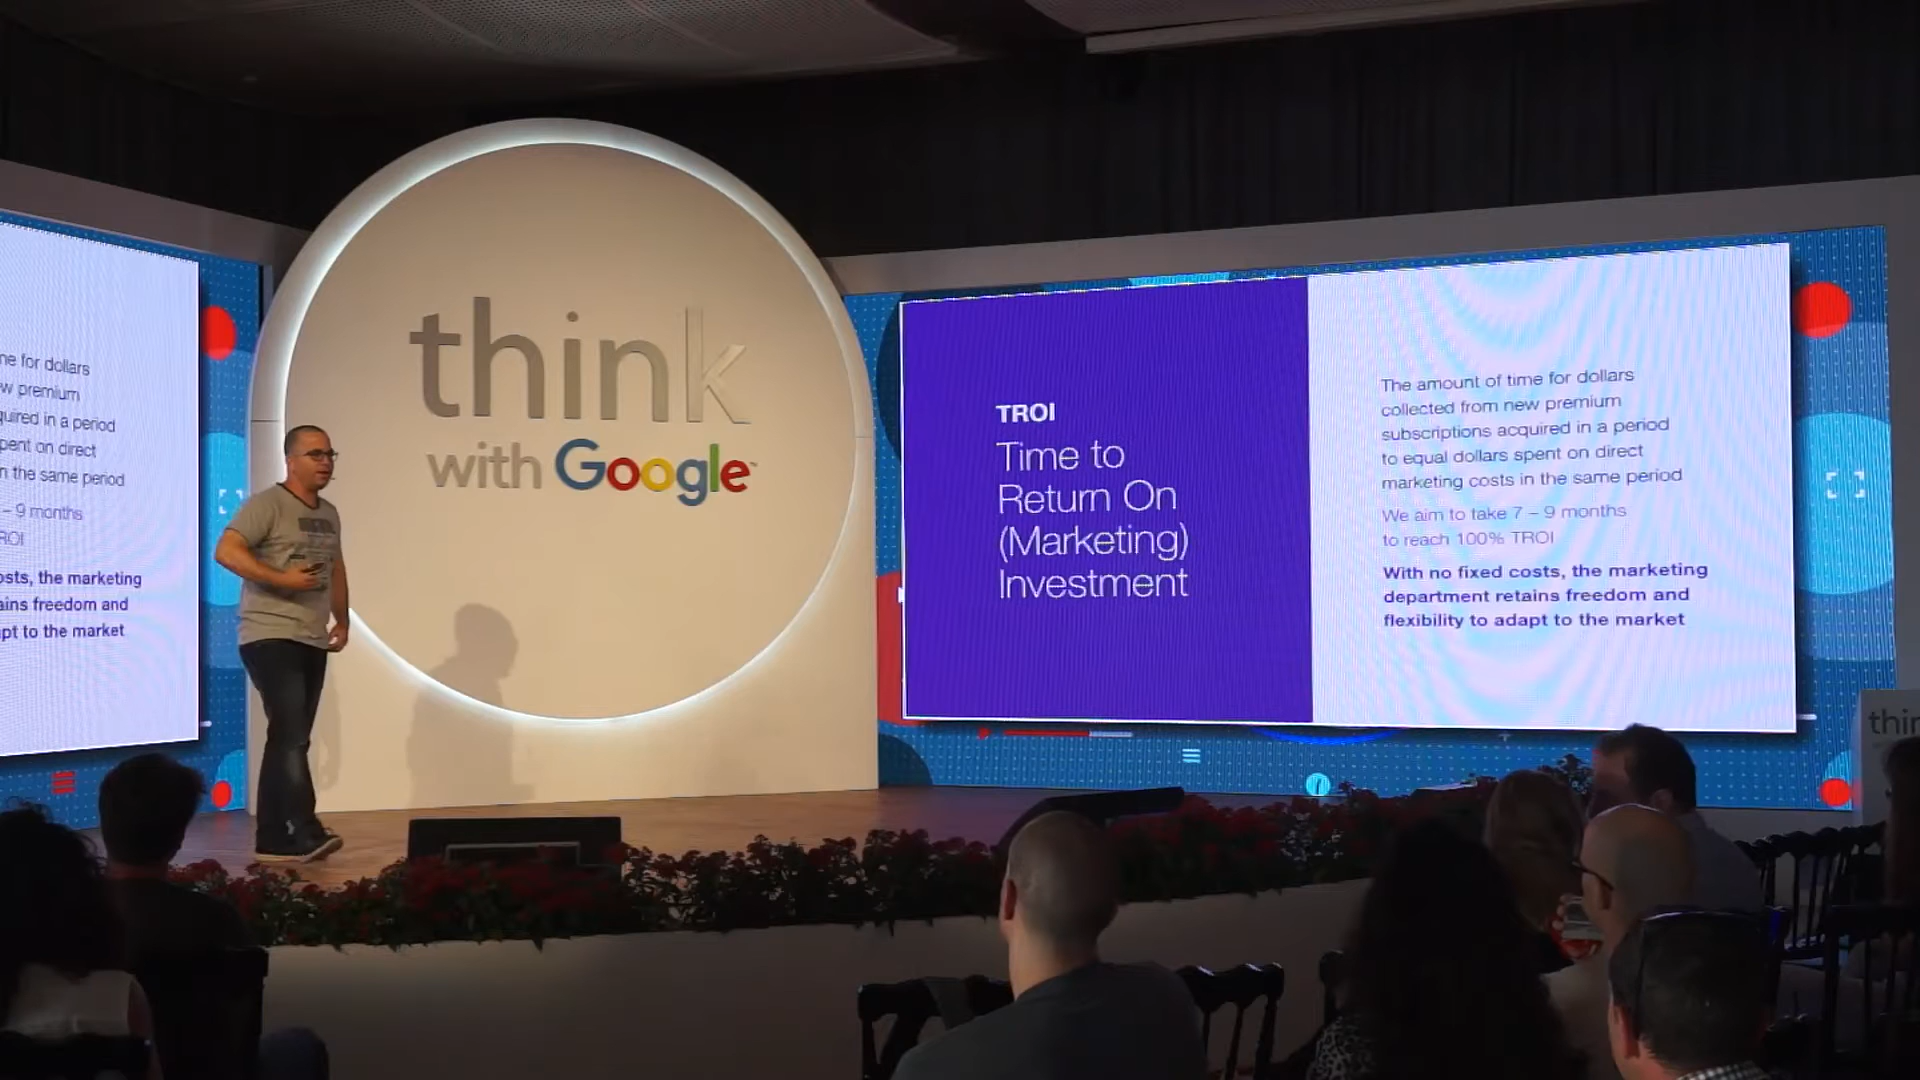 me for dollars
w premium
quired in a period
pent on direct
n the same period
– 9 months
ROI
osts, the marketing
ains freedom and
pt to the market
think
with Google
TROI
Time to
Return On
(Marketing)
Investment
The amount of time for dollars
collected from new premium
subscriptions acquired in a period
to equal dollars spent on direct
marketing costs in the same period
We aim to take 7 – 9 months
to reach 100% TROI
With no fixed costs, the marketing
department retains freedom and
flexibility to adapt to the market
thin